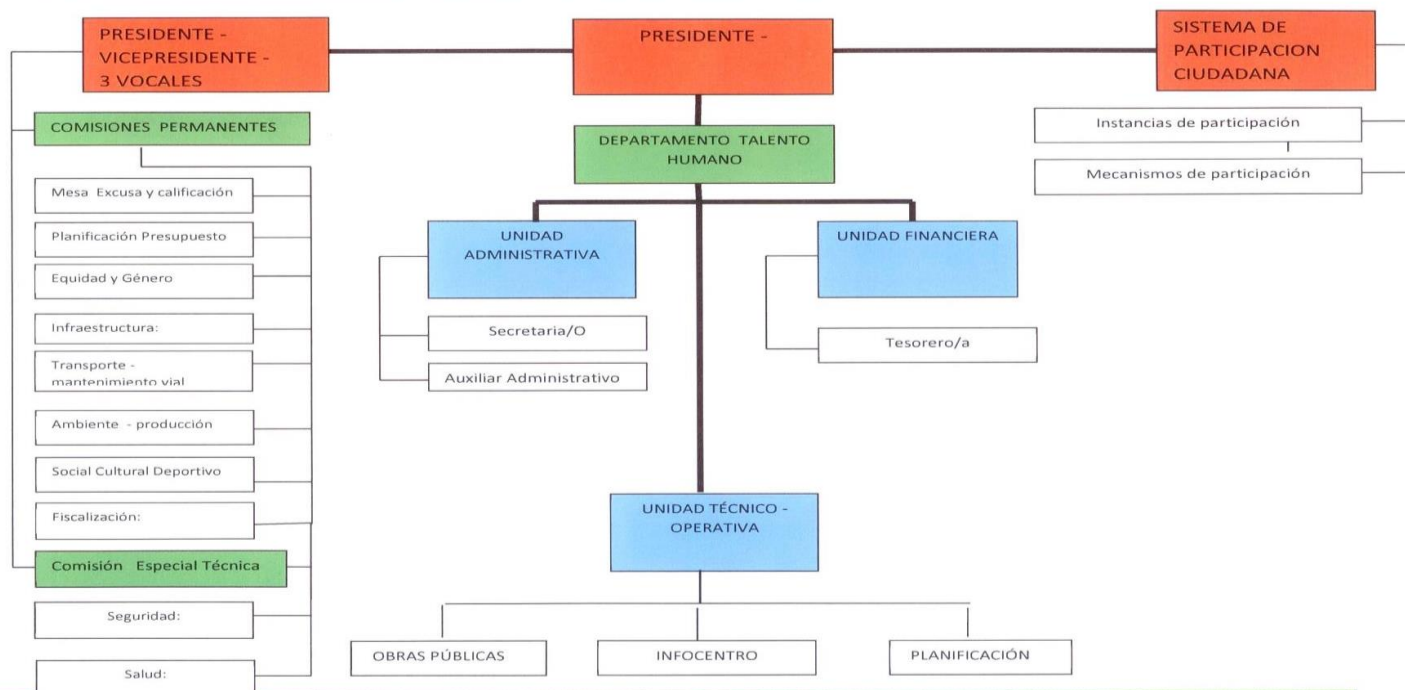 PRESIDENTE -
VICEPRESIDENTE -
3 VOCALES
PRESIDENTE -
SISTEMA DE
PARTICIPACION
CIUDADANA
COMISIONES PERMANENTES
Mesa Excusa y calificación
Planificación Presupuesto
Equidad y Género
Infraestructura:
Transporte -
mantenimiento vial
Ambiente - producción
Social Cultural Deportivo
Fiscalización:
Comisión Especial Técnica
Seguridad:
Salud:
DEPARTAMENTO TALENTO
HUMANO
UNIDAD
ADMINISTRATIVA
Secretaria/O
Auxiliar Administrativo
UNIDAD FINANCIERA
Tesorero/a
UNIDAD TÉCNICO -
OPERATIVA
OBRAS PÚBLICAS
INFOCENTRO
PLANIFICACIÓN
Instancias de participación
Mecanismos de participación